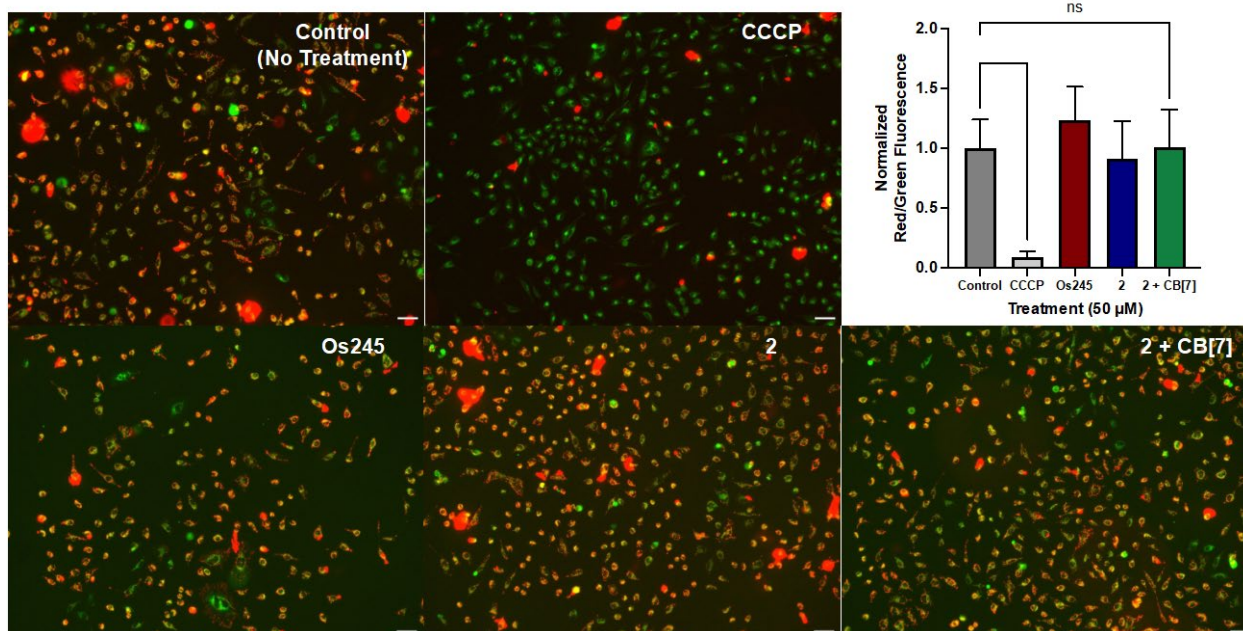 Control
(No Treatment)
CCCP
ns
Normalized
Red/Green Fluorescence
2.0
1.5
1.0
0.5
0.0
Control CCCP Os245 2 2 + CB[7]
Treatment (50 µM)
Os245
2
2 + CB[7]